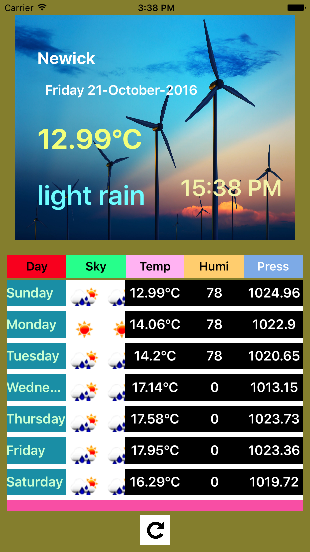 Carrier 3:38 PM
Newick
Friday 21-October-2016
12.99°C
light rain 15:38 PM
Day Sky Temp Humi Press
Sunday 12.99°C 78 1024.96
Monday 14.06°C 78 1022.9
Tuesday 14.2°C 78 1020.65
Wedne... 17.14°C 0 1013.15
Thursday 17.58°C 0 1023.73
Friday 17.95°C 0 1023.36
Saturday 16.29°C 0 1019.72